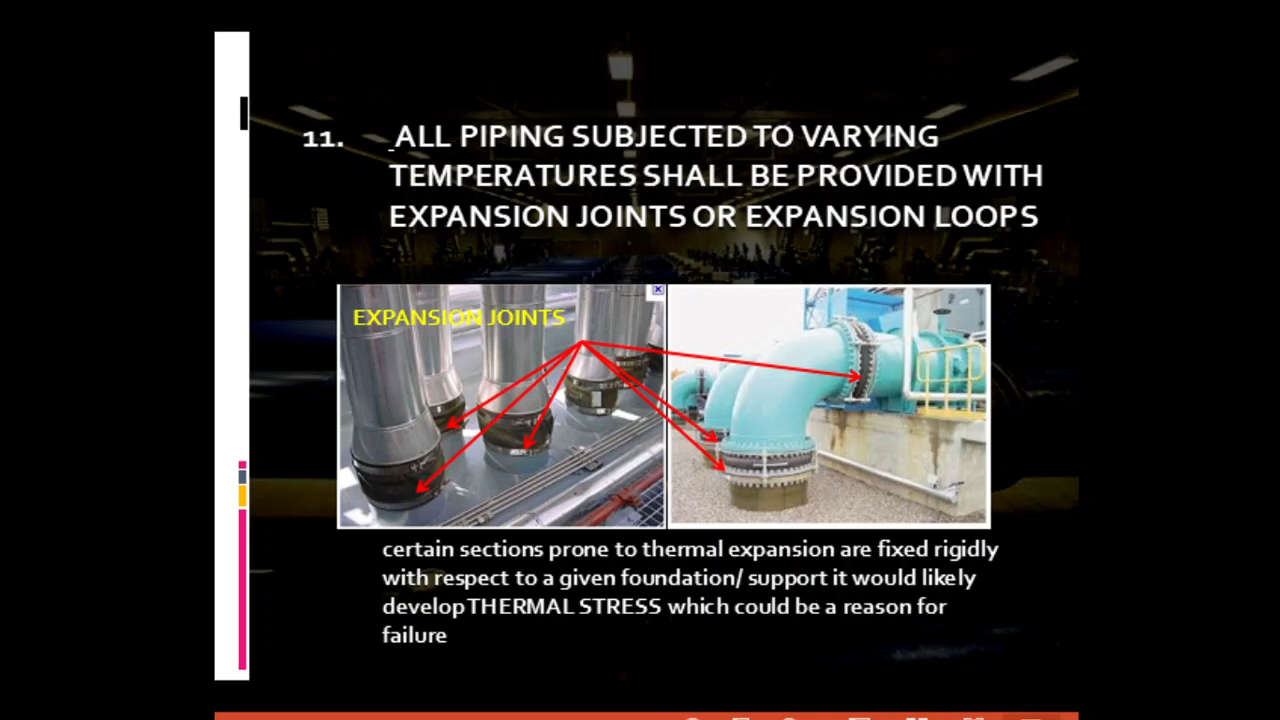 11. ALL PIPING SUBJECTED TO VARYING
TEMPERATURES SHALL BE PROVIDED WITH
EXPANSION JOINTS OR EXPANSION LOOPS
EXPANSION JOINTS
certain sections prone to thermal expansion are fixed rigidly
with respect to a given foundation/ support it would likely
develop THERMAL STRESS which could be a reason for
failure